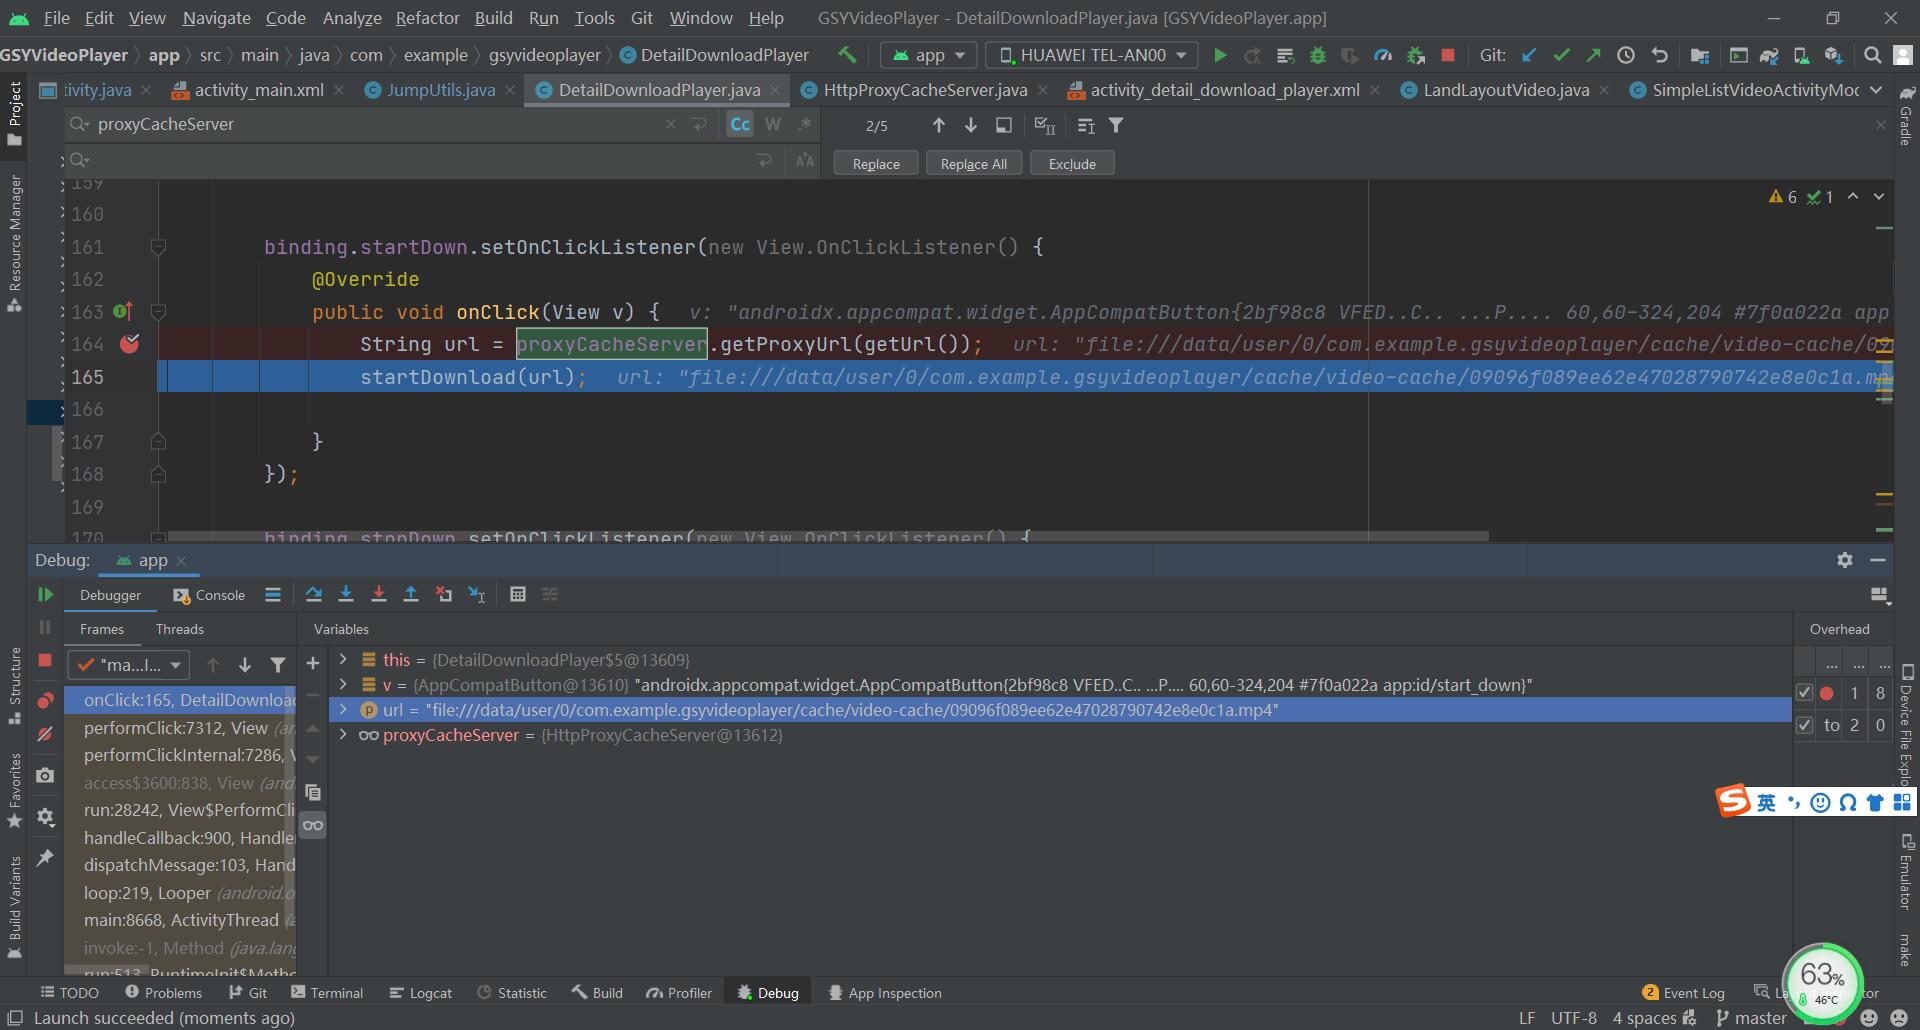 File Edit View Navigate Code Analyze Refactor Build Run Tools Git Window Help GSYVideoPlayer - DetailDownloadPlayer.java [GSYVideoPlayer.app]
GSYVideoPlayer app src main java com example gsyvideoplayer DetailDownloadPlayer app HUAWEI TEL-AN00 Git:
tivity.java activity_main.xml JumpUtils.java DetailDownloadPlayer.java HttpProxyCacheServer.java activity_detail_download_player.xml LandLayoutVideo.java SimpleListVideoActivityMod
proxyCacheServer Cc W .* 2/5
Replace Replace All Exclude
159
160
6 1
161 binding.startDown.setOnClickListener(new View.OnClickListener() {
162 @Override
163 public void onClick(View v) { v: "androidx.appcompat.widget.AppCompatButton{2bf98c8 VFED..C.. ...P.... 60,60-324,204 #7f0a022a app
164 String url = proxyCacheServer.getProxyUrl(getUrl()); url: "file:///data/user/0/com.example.gsyvideoplayer/cache/video-cache/09
165 startDownload(url); url: "file:///data/user/0/com.example.gsyvideoplayer/cache/video-cache/09096f089ee62e47028790742e8e0c1a.mp
166
167 }
168 });
169
170 binding.stopDown.setOnClickListener(new View.OnClickListener() {
Debug: app
Debugger Console
Frames Threads Variables Overhead
"ma...l...
this = {DetailDownloadPlayer$5@13609}
... ... ...
onClick:165, DetailDownload
v = {AppCompatButton@13610} "androidx.appcompat.widget.AppCompatButton{2bf98c8 VFED..C.. ...P.... 60,60-324,204 #7f0a022a app:id/start_down}"
1 8
performClick:7312, View
url = "file:///data/user/0/com.example.gsyvideoplayer/cache/video-cache/09096f089ee62e47028790742e8e0c1a.mp4"
performClickInternal:7286,
proxyCacheServer = {HttpProxyCacheServer@13612}
to 2 0
access$3600:838, View (and
run:28242, View$PerformCli
handleCallback:900, Handler
dispatchMessage:103, Hand
loop:219, Looper (android.o
main:8668, ActivityThread
invoke:-1, Method (java.lang
run:513, RuntimeInit$Metho
英
Project
Resource Manager
Structure
Favorites
Build Variants
Gradle
Device File Explo
Emulator
make
63%
46°C
TODO Problems Git Terminal Logcat Statistic Build Profiler Debug App Inspection 2 Event Log
Launch succeeded (moments ago) LF UTF-8 4 spaces master